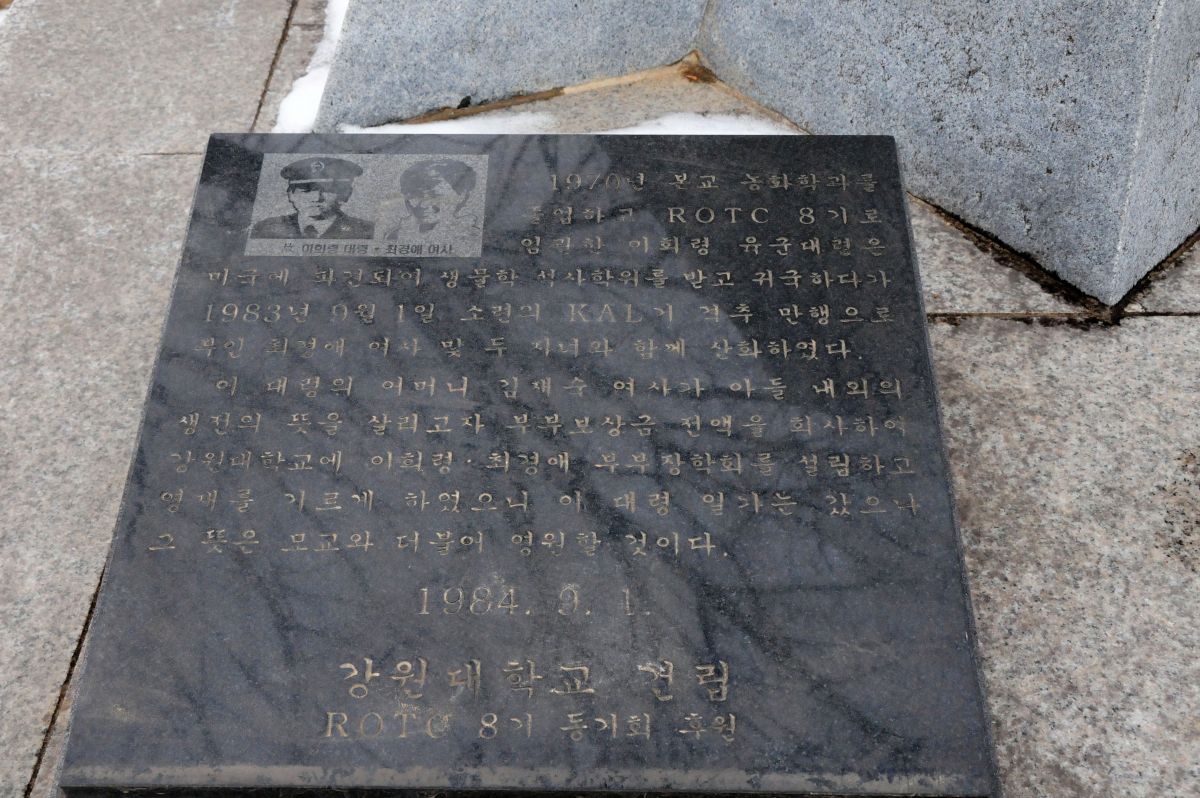 故 이희령 대령 · 최경애 여사
1970년 본교 농화학과를
졸업하고 ROTC 8기로
임관한 이희령 육군대령은
미국에 파견되어 생물학 석사학위를 받고 귀국하다가
1983년 9월 1일 소련의 KAL기 격추 만행으로
부인 최경애 여사 및 두 자녀와 함께 산화하였다.
이 대령의 어머니 김재숙 여사가 아들 내외의
생전의 뜻을 살리고자 부부보상금 전액을 희사하여
강원대학교에 이희령·최경애 부부장학회를 설립하고
영재를 기르게 하였으니 이 대령 일가는 갔으나
그 뜻은 모교와 더불어 영원할 것이다.
1984. 9. 1.
강원대학교 건립
ROTC 8기 동기회 후원